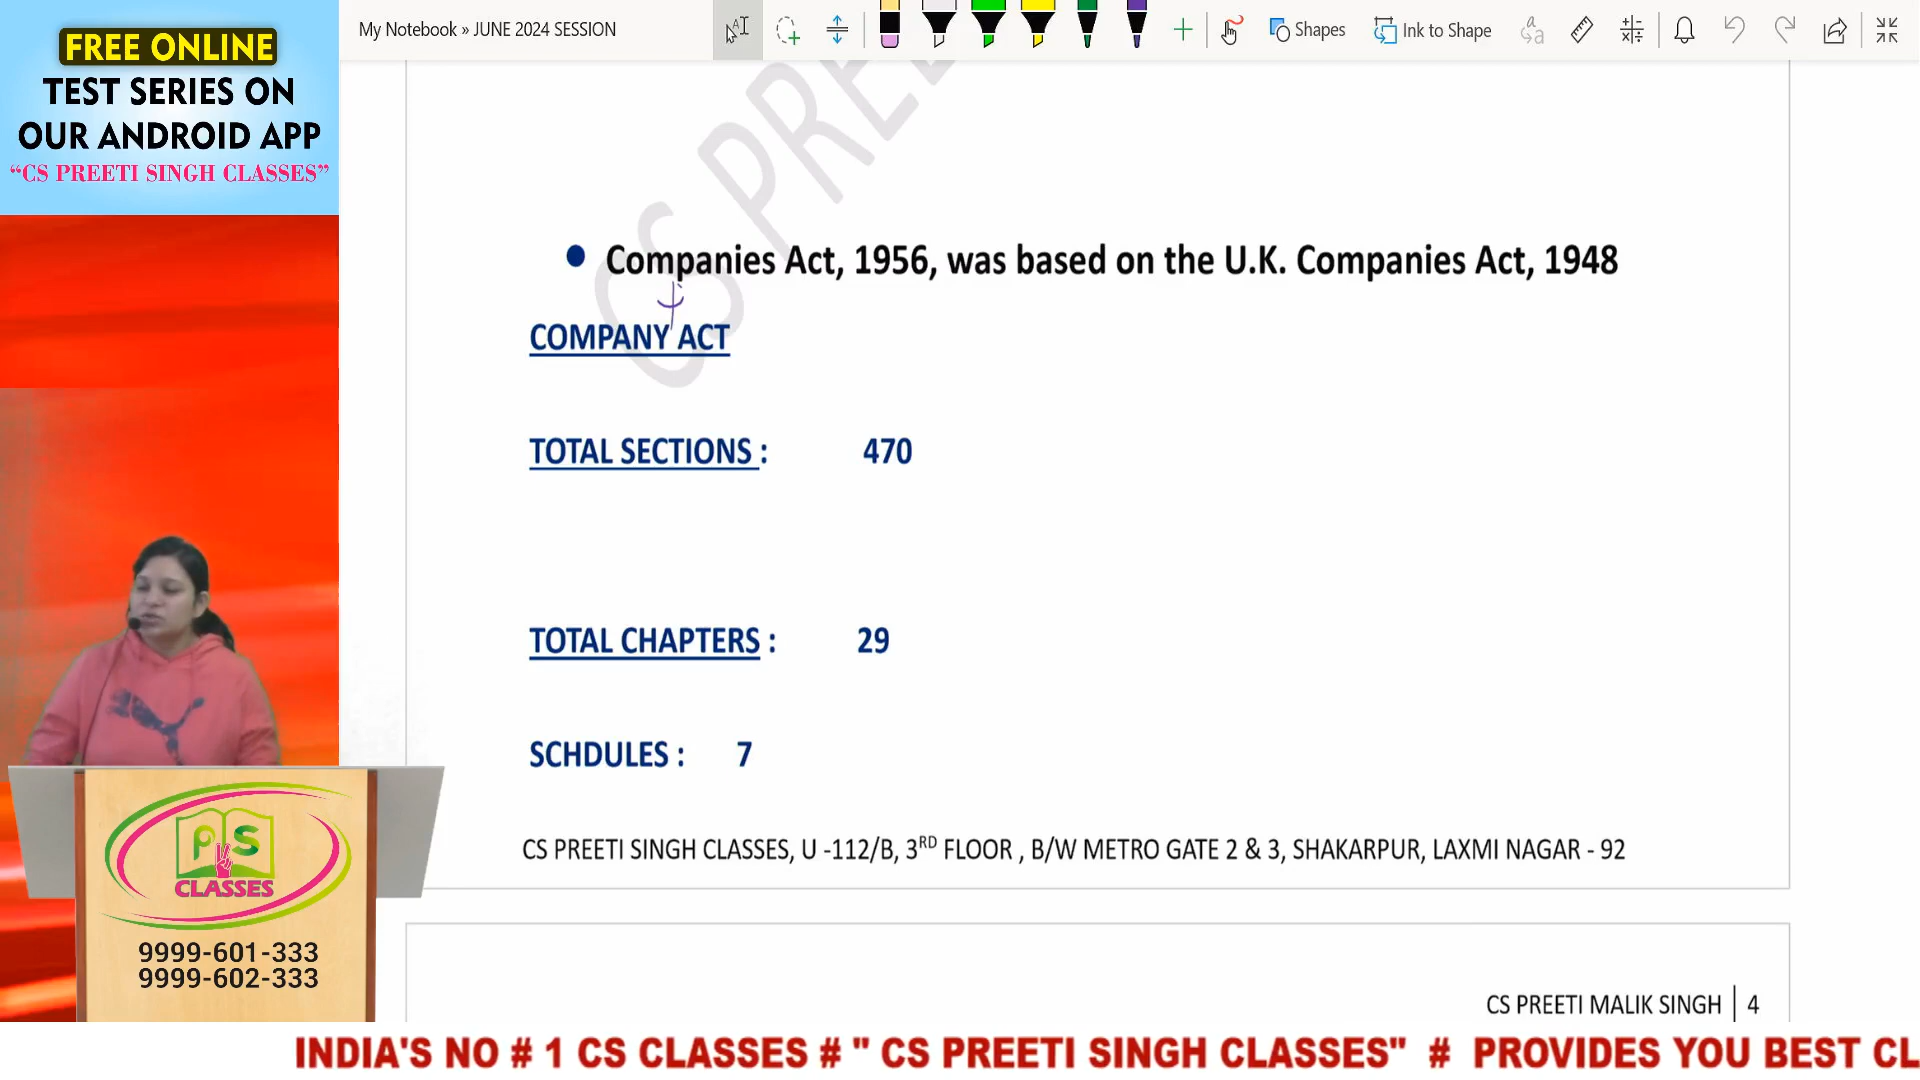 FREE ONLINE
TEST SERIES ON
OUR ANDROID APP
“CS PREETI SINGH CLASSES”
My Notebook » JUNE 2024 SESSION
Shapes
Ink to Shape
CS PREE
• Companies Act, 1956, was based on the U.K. Companies Act, 1948
COMPANY ACT
TOTAL SECTIONS : 470
TOTAL CHAPTERS : 29
SCHDULES : 7
CS PREETI SINGH CLASSES, U -112/B, 3RD FLOOR , B/W METRO GATE 2 & 3, SHAKARPUR, LAXMI NAGAR - 92
PS
CLASSES
9999-601-333
9999-602-333
CS PREETI MALIK SINGH | 4
INDIA'S NO # 1 CS CLASSES # " CS PREETI SINGH CLASSES" # PROVIDES YOU BEST CL